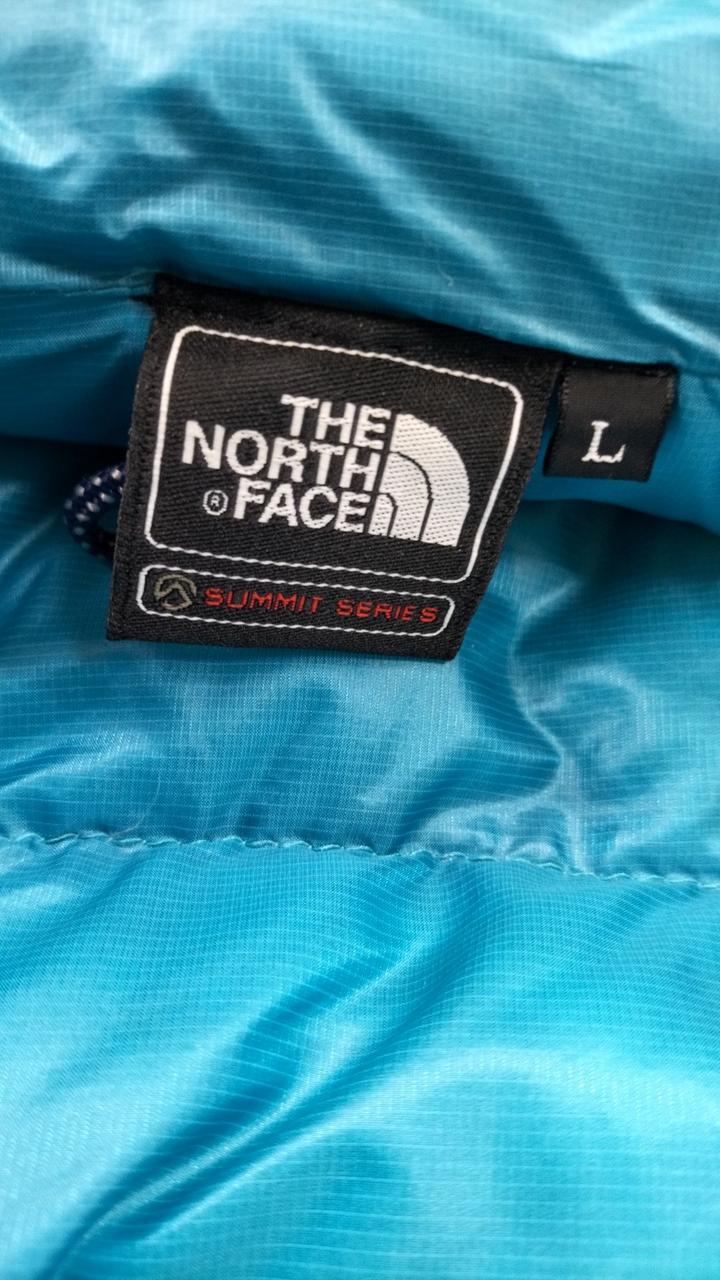 THE
NORTH
®FACE
L
SUMMIT SERIES